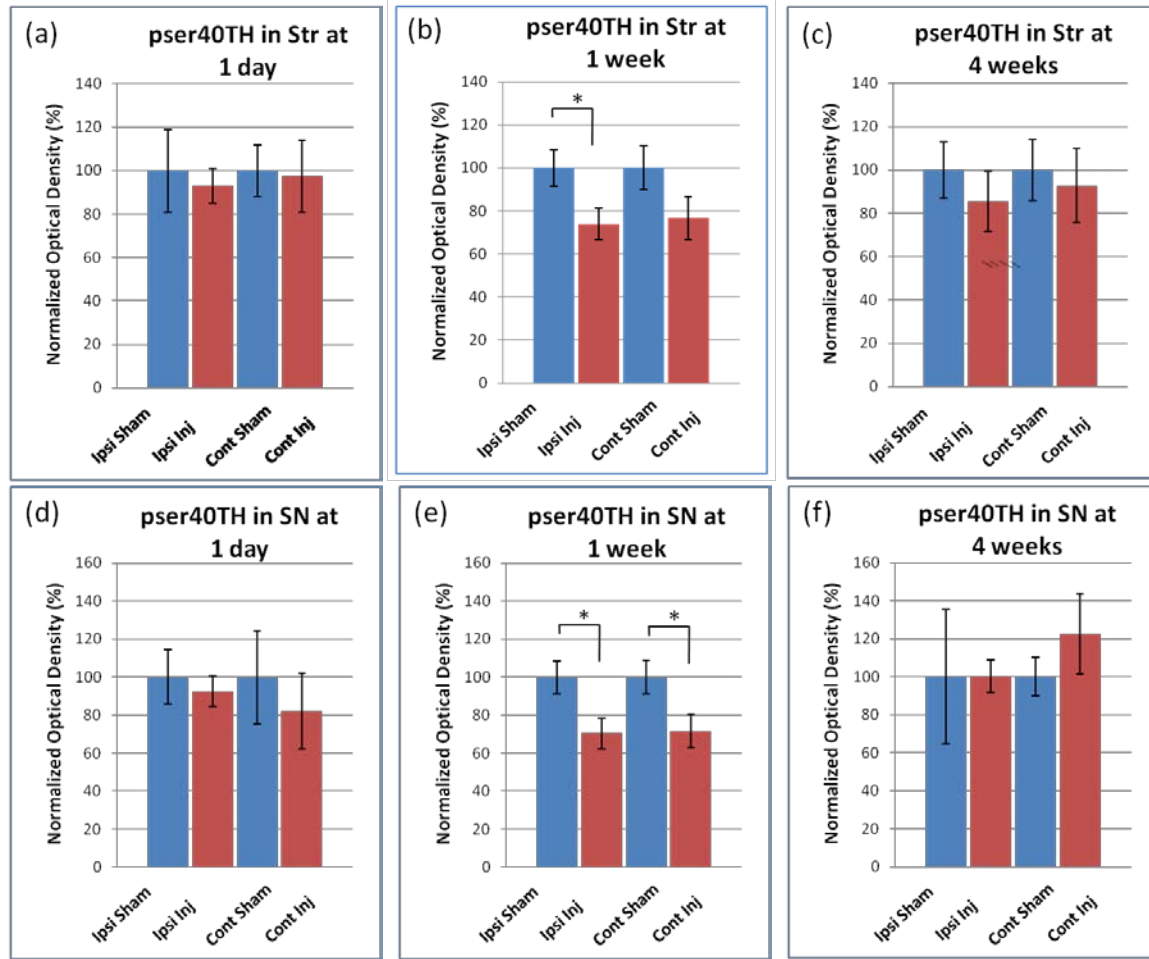 (a)
pser40TH in Str at
1 day
Normalized Optical Density (%)
140
120
100
80
60
40
20
0
Ipsi Sham
Ipsi Inj
Cont Sham
Cont Inj
(b)
pser40TH in Str at
1 week
Normalized Optical Density (%)
140
120
100
80
60
40
20
0
*
Ipsi Sham
Ipsi Inj
Cont Sham
Cont Inj
(c)
pser40TH in Str at
4 weeks
Normalized Optical Density (%)
140
120
100
80
60
40
20
0
Ipsi Sham
Ipsi Inj
Cont Sham
Cont Inj
(d)
pser40TH in SN at
1 day
Normalized Optical Density (%)
160
140
120
100
80
60
40
20
0
Ipsi Sham
Ipsi Inj
Cont Sham
Cont Inj
(e)
pser40TH in SN at
1 week
Normalized Optical Density (%)
160
140
120
100
80
60
40
20
0
*
*
Ipsi Sham
Ipsi Inj
Cont Sham
Cont Inj
(f)
pser40TH in SN at
4 weeks
Normalized Optical Density (%)
160
140
120
100
80
60
40
20
0
Ipsi Sham
Ipsi Inj
Cont Sham
Cont Inj